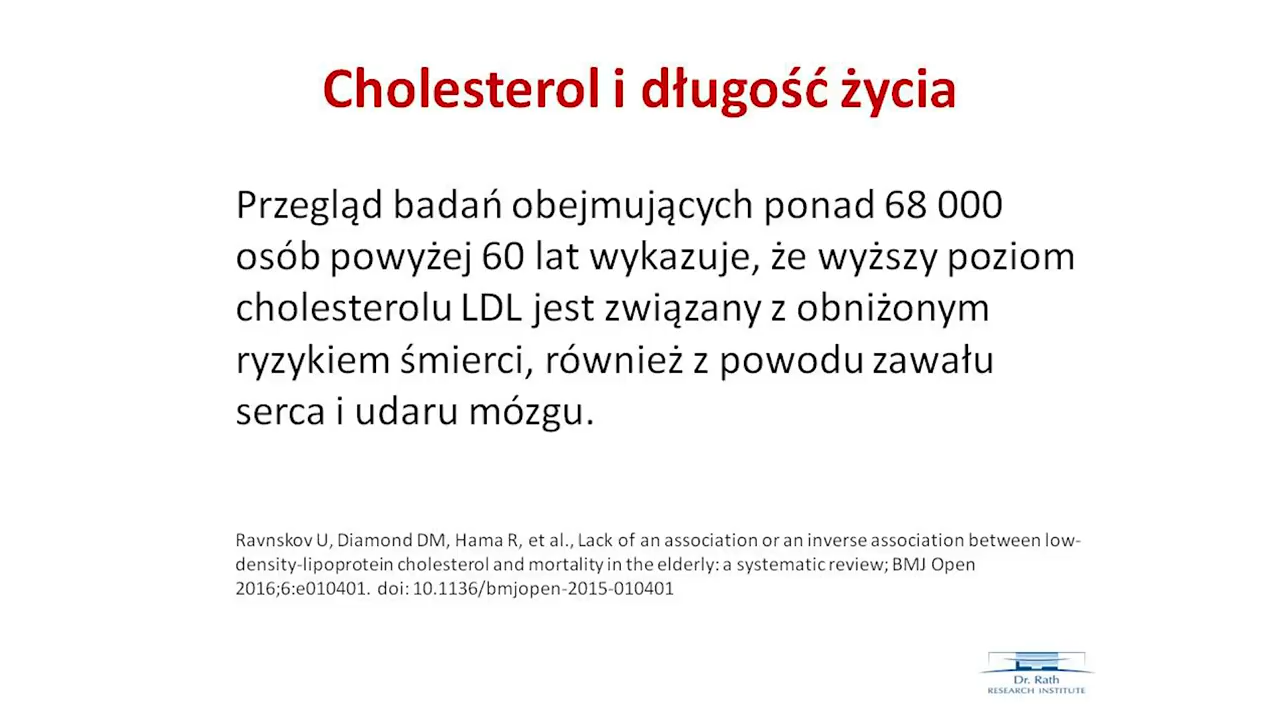 Cholesterol i długość życia
Przegląd badań obejmujących ponad 68 000
osób powyżej 60 lat wykazuje, że wyższy poziom
cholesterolu LDL jest związany z obniżonym
ryzykiem śmierci, również z powodu zawału
serca i udaru mózgu.
Ravnskov U, Diamond DM, Hama R, et al., Lack of an association or an inverse association between low-
density-lipoprotein cholesterol and mortality in the elderly: a systematic review; BMJ Open
2016;6:e010401. doi: 10.1136/bmjopen-2015-010401
Dr. Rath
RESEARCH INSTITUTE